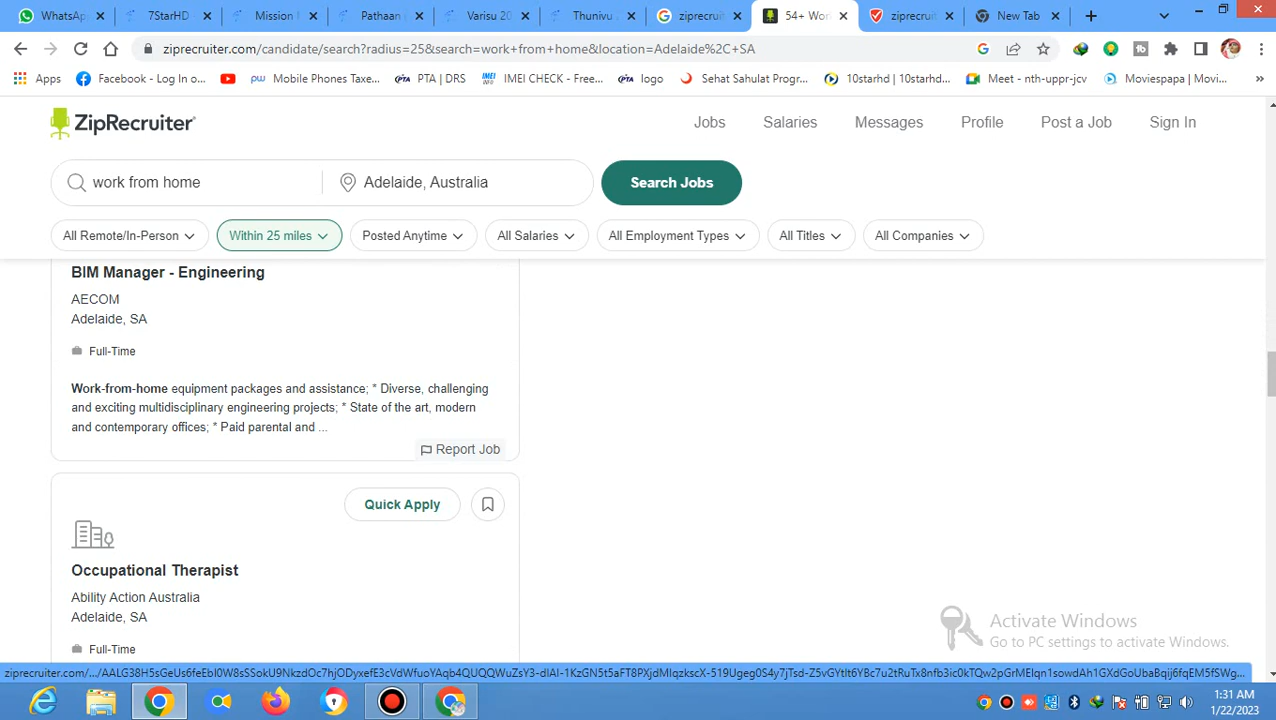 WhatsApp
7StarHD
Mission
Pathaan
Varisu 20
Thunivu
ziprecruit
54+ Wor
ziprecruit
New Tab
ziprecruiter.com/candidate/search?radius=25&search=work+from+home&location=Adelaide%2C+SA
Apps
Facebook - Log In o...
Mobile Phones Taxe...
PTA | DRS
IMEI CHECK - Free...
logo
Sehat Sahulat Progr...
10starhd | 10starhd...
Meet - nth-uppr-jcv
Moviespapa | Movi...
»
ZipRecruiter
Jobs
Salaries
Messages
Profile
Post a Job
Sign In
work from home
Adelaide, Australia
Search Jobs
All Remote/In-Person
Within 25 miles
Posted Anytime
All Salaries
All Employment Types
All Titles
All Companies
BIM Manager - Engineering
AECOM
Adelaide, SA
Full-Time
Work-from-home equipment packages and assistance; * Diverse, challenging
and exciting multidisciplinary engineering projects; * State of the art, modern
and contemporary offices; * Paid parental and ...
Report Job
Quick Apply
Occupational Therapist
Ability Action Australia
Adelaide, SA
Full-Time
Activate Windows
Go to PC settings to activate Windows.
1:31 AM
1/22/2023